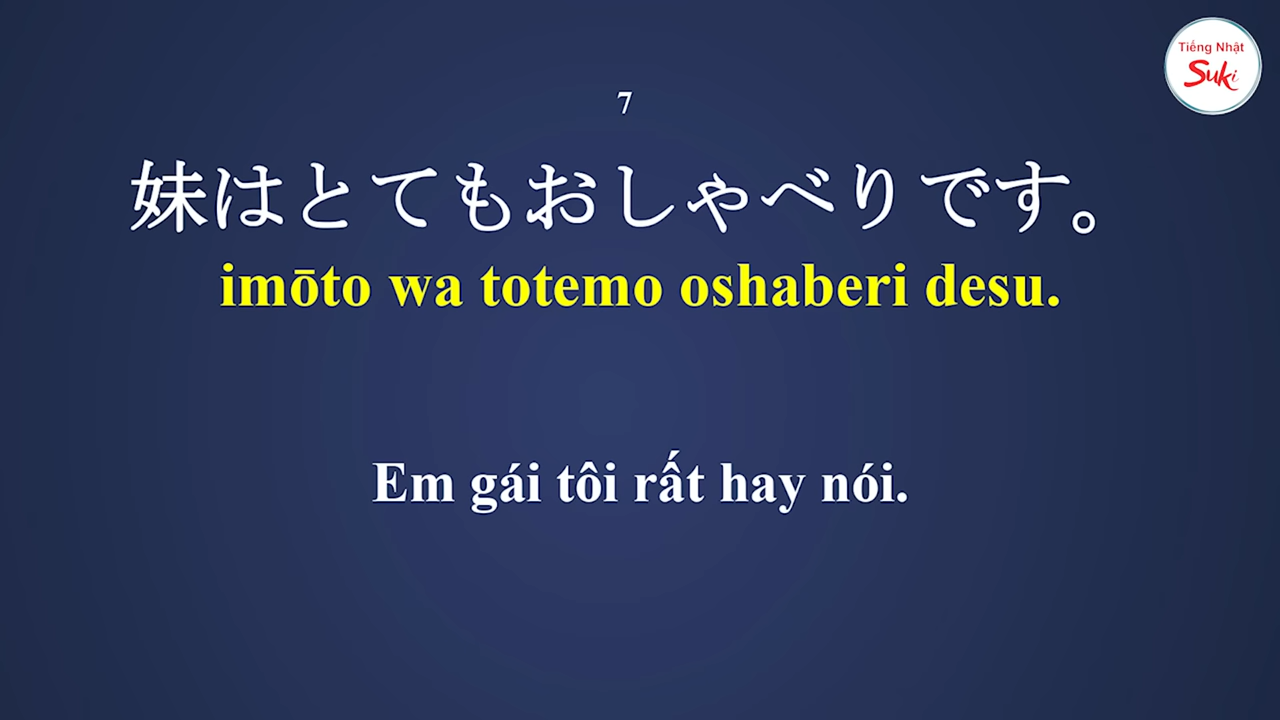 Tiếng Nhật
Suki
7
妹はとてもおしゃべりです。
imōto wa totemo oshaberi desu.
Em gái tôi rất hay nói.